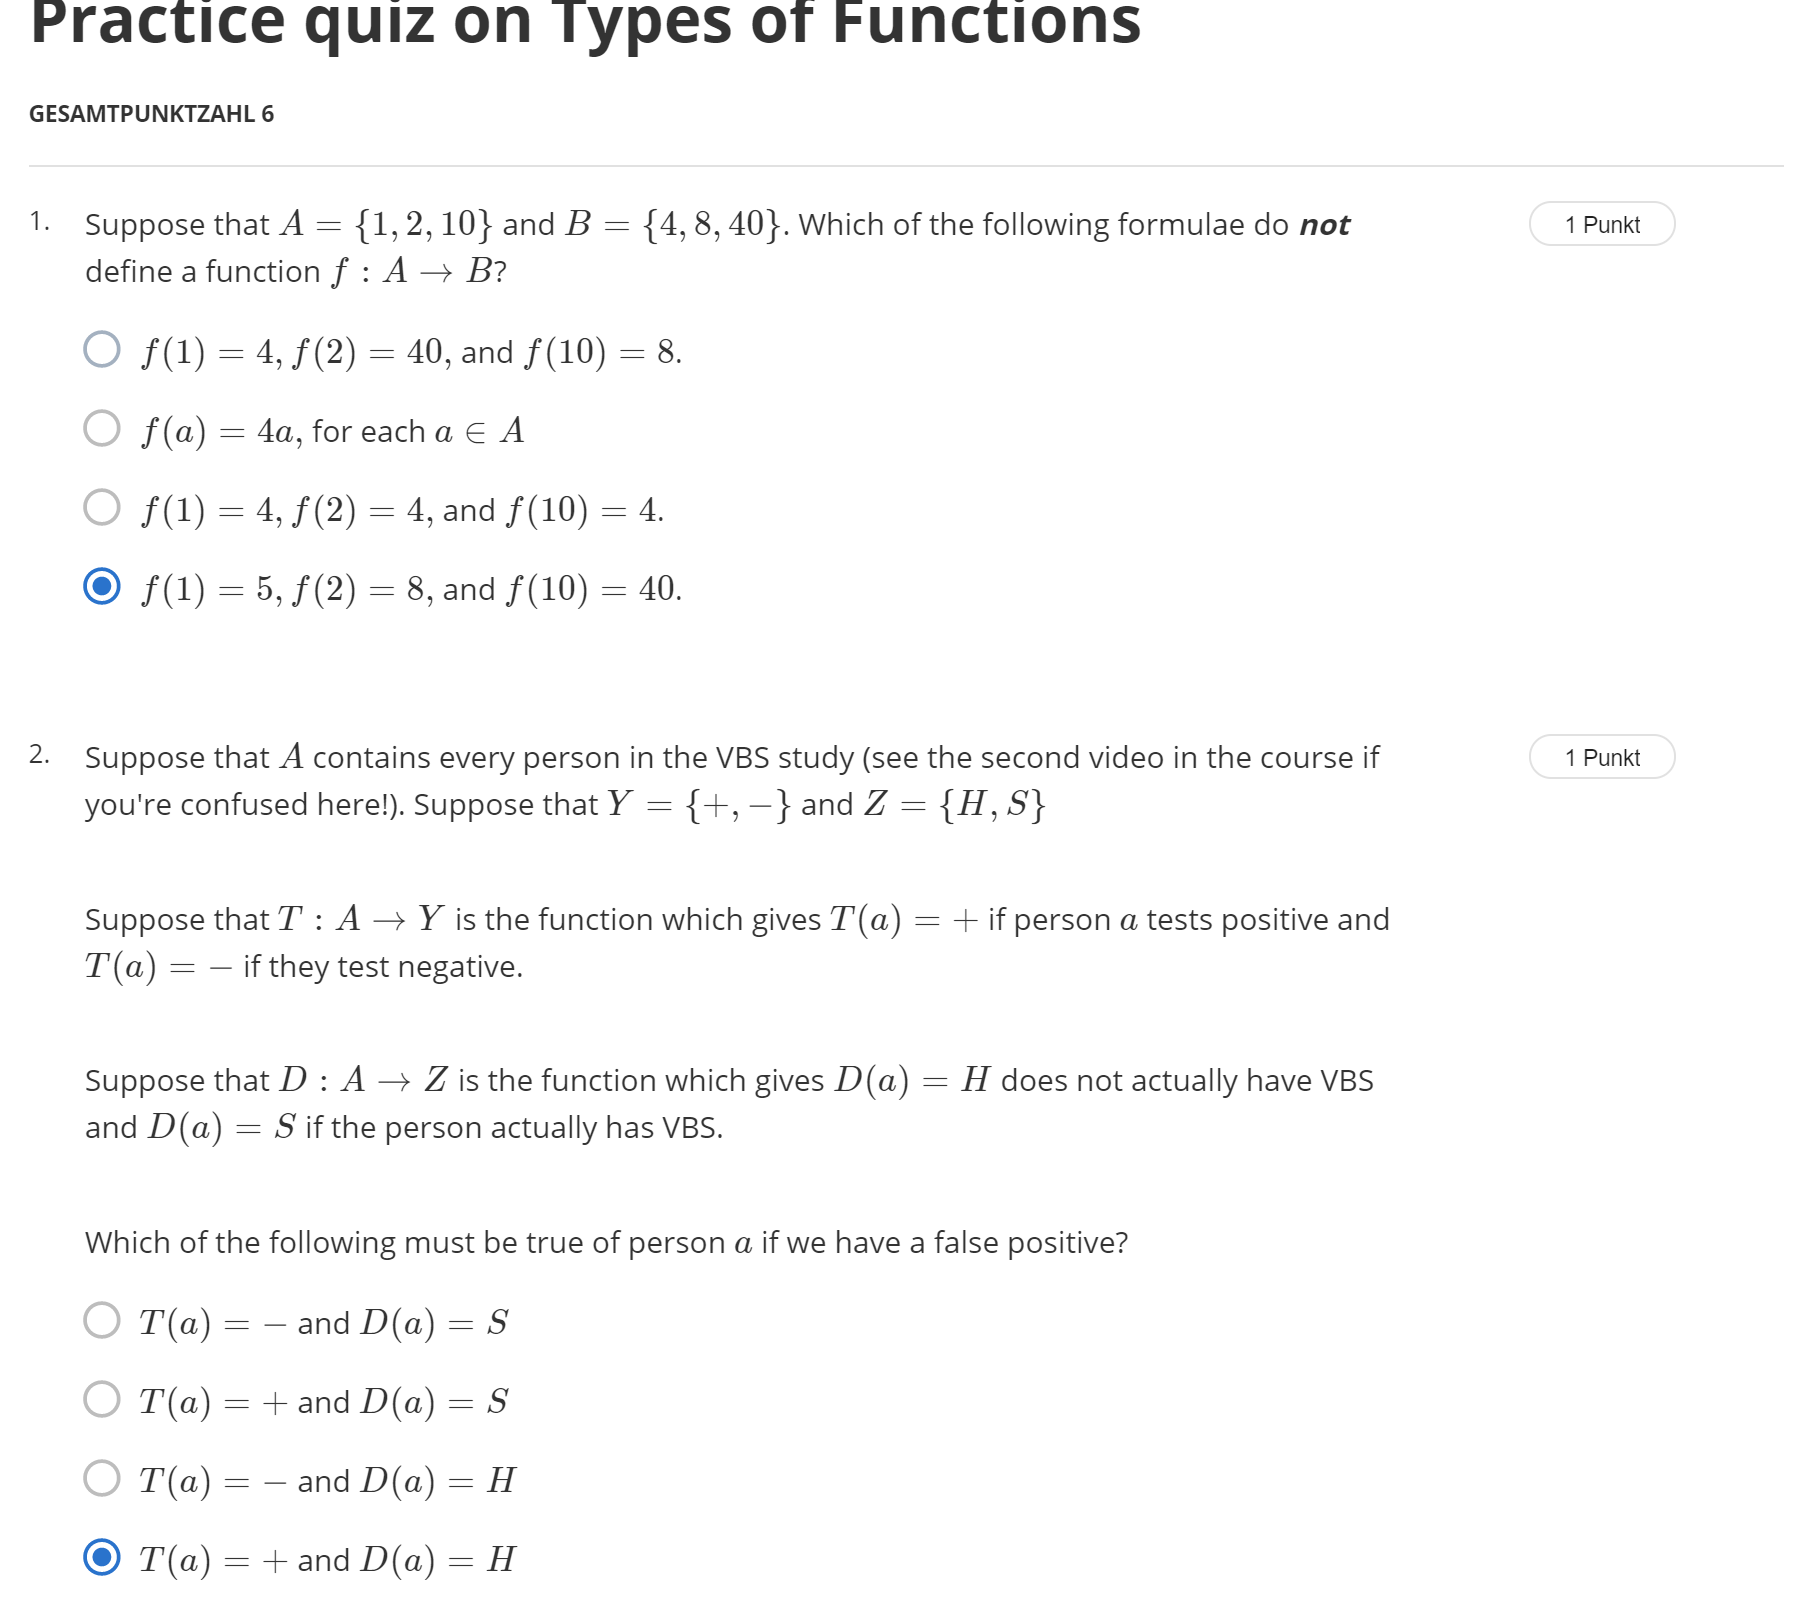 Practice quiz on Types of Functions
GESAMTPUNKTZAHL 6
1. Suppose that A = {1, 2, 10} and B = {4, 8, 40}. Which of the following formulae do not
define a function f : A → B?
1 Punkt
f(1) = 4, f(2) = 40, and f(10) = 8.
f(a) = 4a, for each a ∈ A
f(1) = 4, f(2) = 4, and f(10) = 4.
f(1) = 5, f(2) = 8, and f(10) = 40.
2. Suppose that A contains every person in the VBS study (see the second video in the course if
you're confused here!). Suppose that Y = {+, −} and Z = {H, S}
1 Punkt
Suppose that T : A → Y is the function which gives T(a) = + if person a tests positive and
T(a) = − if they test negative.
Suppose that D : A → Z is the function which gives D(a) = H does not actually have VBS
and D(a) = S if the person actually has VBS.
Which of the following must be true of person a if we have a false positive?
T(a) = − and D(a) = S
T(a) = + and D(a) = S
T(a) = − and D(a) = H
T(a) = + and D(a) = H